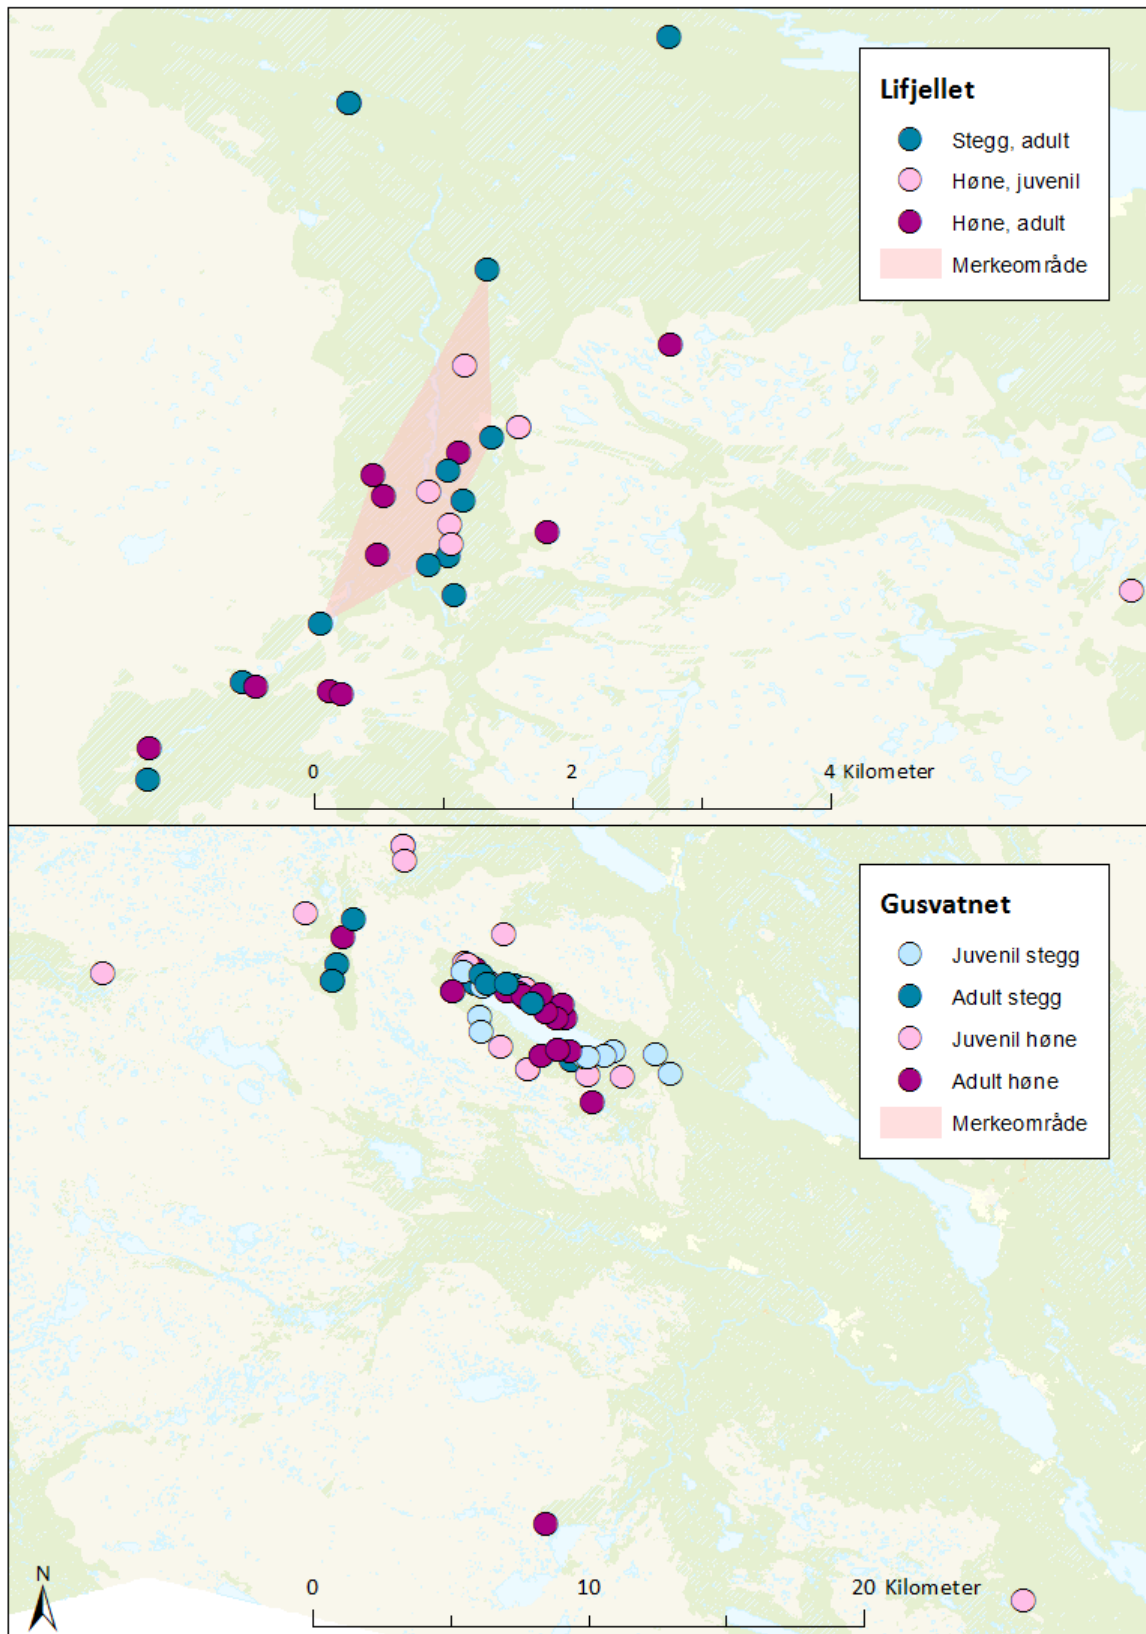 Lifjellet
Stegg, adult
Høne, juvenil
Høne, adult
Merkeområde
0 2 4 Kilometer
Gusvatnet
Juvenil stegg
Adult stegg
Juvenil høne
Adult høne
Merkeområde
N
0 10 20 Kilometer